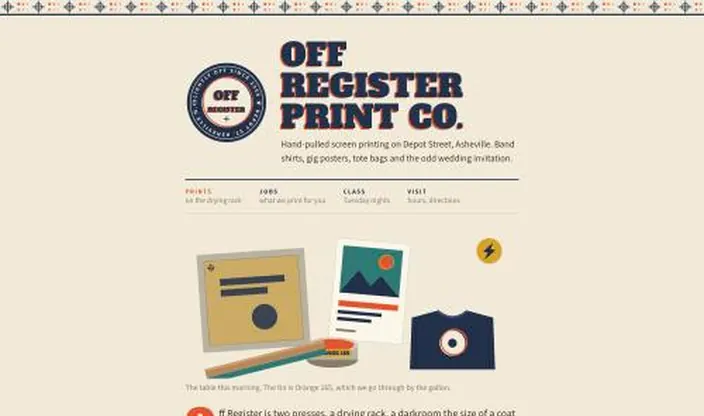 OFF
REGISTER
PRINT CO.
OFF
REGISTER
Hand-pulled screen printing on Depot Street, Asheville. Band
shirts, gig posters, tote bags and the odd wedding invitation.
PRINTS
on the drying rack
JOBS
what we print for you
CLASS
Tuesday nights
VISIT
hours, directions
The table this morning. The tin is Orange 165, which we go through by the gallon.
ff Register is two presses, a drying rack, a darkroom the size of a coat